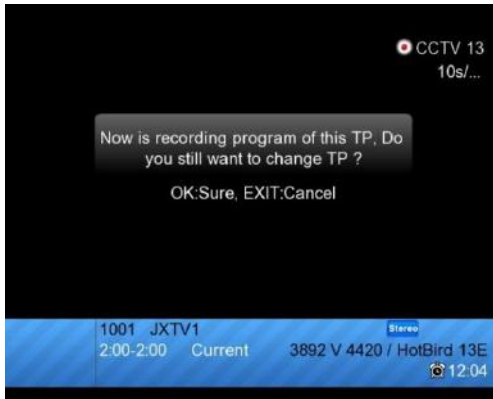 CCTV 13
10s/...
Now is recording program of this TP, Do
you still want to change TP ?
OK:Sure, EXIT:Cancel
1001 JXTV1
Stereo
2:00-2:00 Current 3892 V 4420 / HotBird 13E
12:04